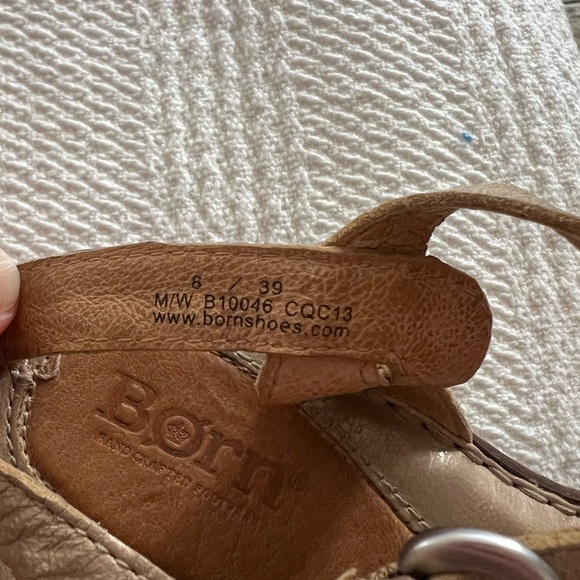 8 / 39
M/W B10046 CQC13
www.bornshoes.com
Børn®
HAND CRAFTED FOOTWEAR